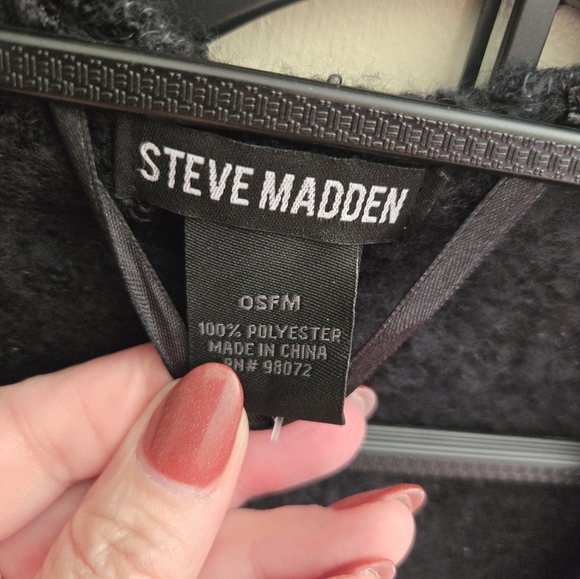 STEVE MADDEN
OSFM
100% POLYESTER
MADE IN CHINA
RN# 98072